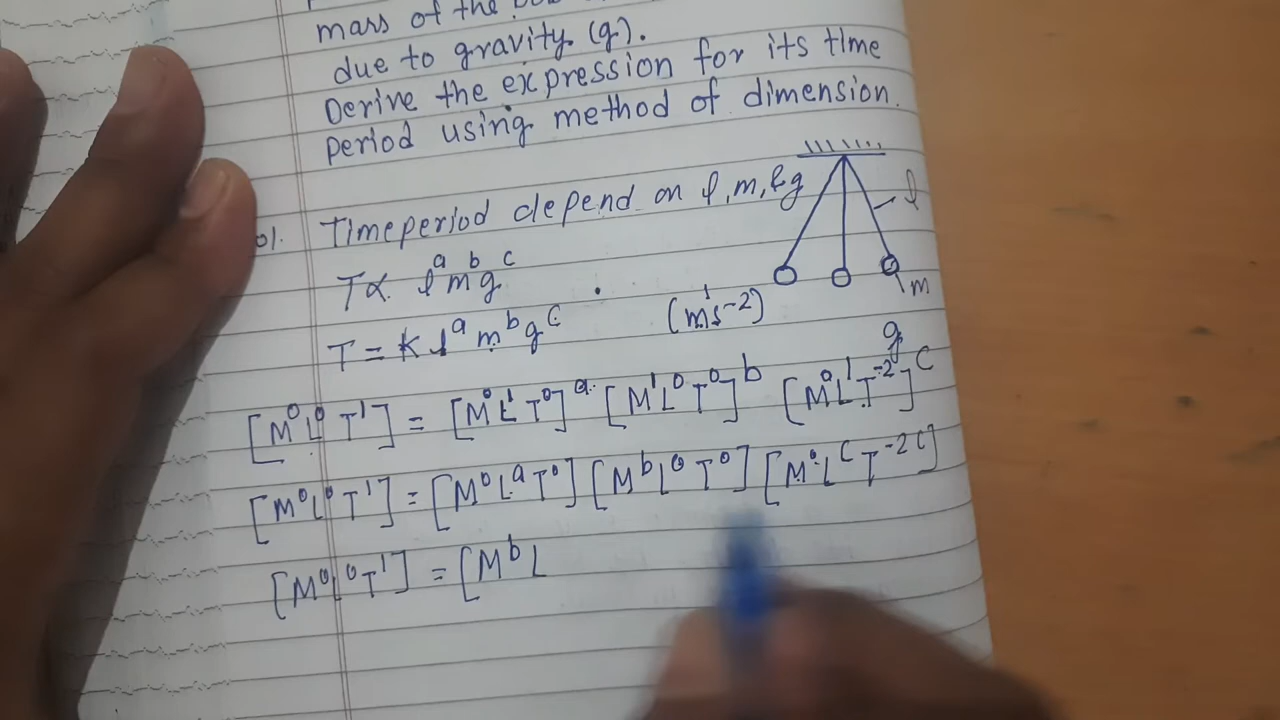 mass of the
due to gravity (g).
Derive the expression for its time
period using method of dimension.
Timeperiod depend on l, m, & g
l
T ∝ l^a m^b g^c
m
T = K l^a m^b g^c (m^1s^-2)
g
[M^0 L^0 T^1] = [M^0 L^1 T^0]^a [M^1 L^0 T^0]^b [M^0 L^1 T^-2]^c
[M^0 L^0 T^1] = [M^0 L^a T^0] [M^b L^0 T^0] [M^0 L^c T^-2c]
[M^0 L^0 T^1] = [M^b L